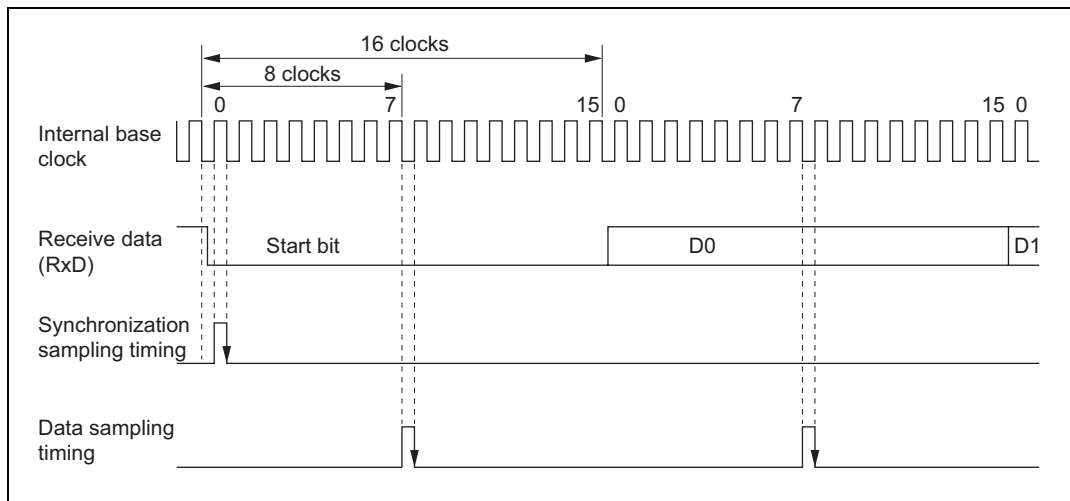 16 clocks
8 clocks
0 7 15 0 7 15 0
Internal base
clock
Receive data
(RxD)
Start bit D0 D1
Synchronization
sampling timing
Data sampling
timing